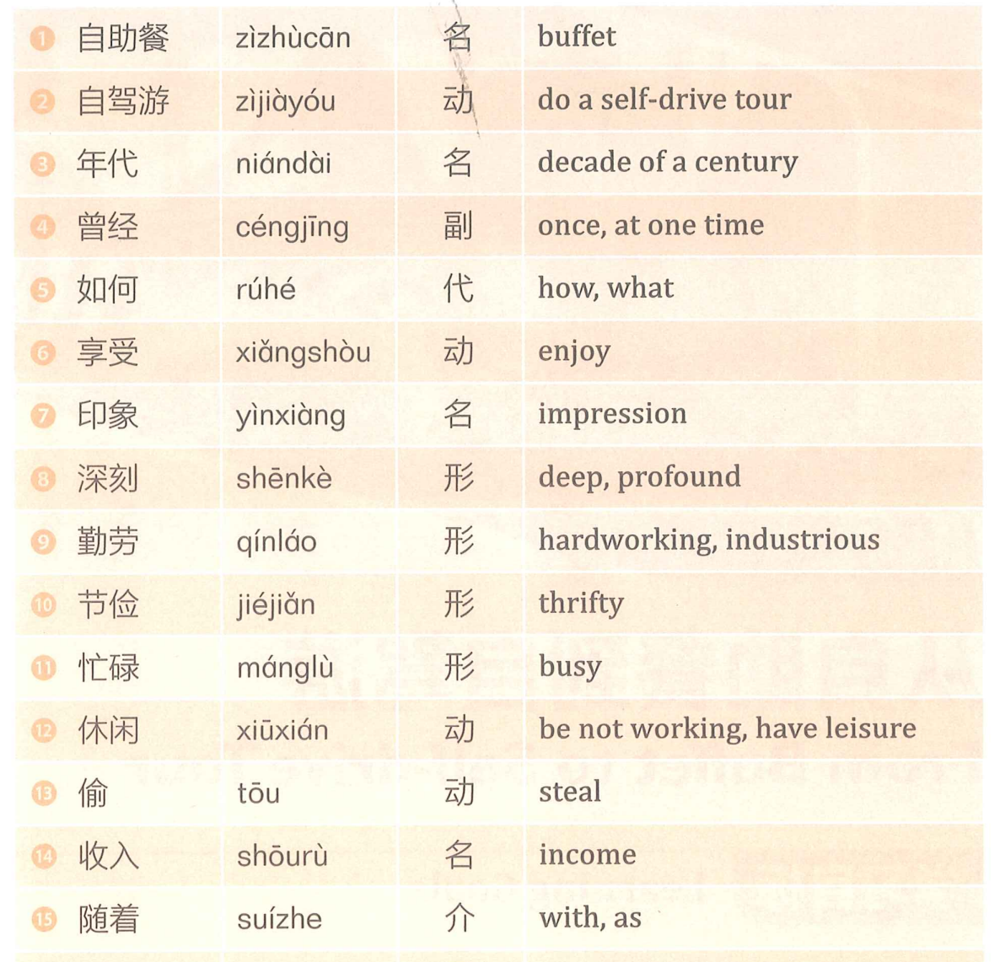 1 自助餐 zìzhùcān 名 buffet
2 自驾游 zìjiàyóu 动 do a self-drive tour
3 年代 niándài 名 decade of a century
4 曾经 céngjīng 副 once, at one time
5 如何 rúhé 代 how, what
6 享受 xiǎngshòu 动 enjoy
7 印象 yìnxiàng 名 impression
8 深刻 shēnkè 形 deep, profound
9 勤劳 qínláo 形 hardworking, industrious
10 节俭 jiéjiǎn 形 thrifty
11 忙碌 mánglù 形 busy
12 休闲 xiūxián 动 be not working, have leisure
13 偷 tōu 动 steal
14 收入 shōurù 名 income
15 随着 suízhe 介 with, as